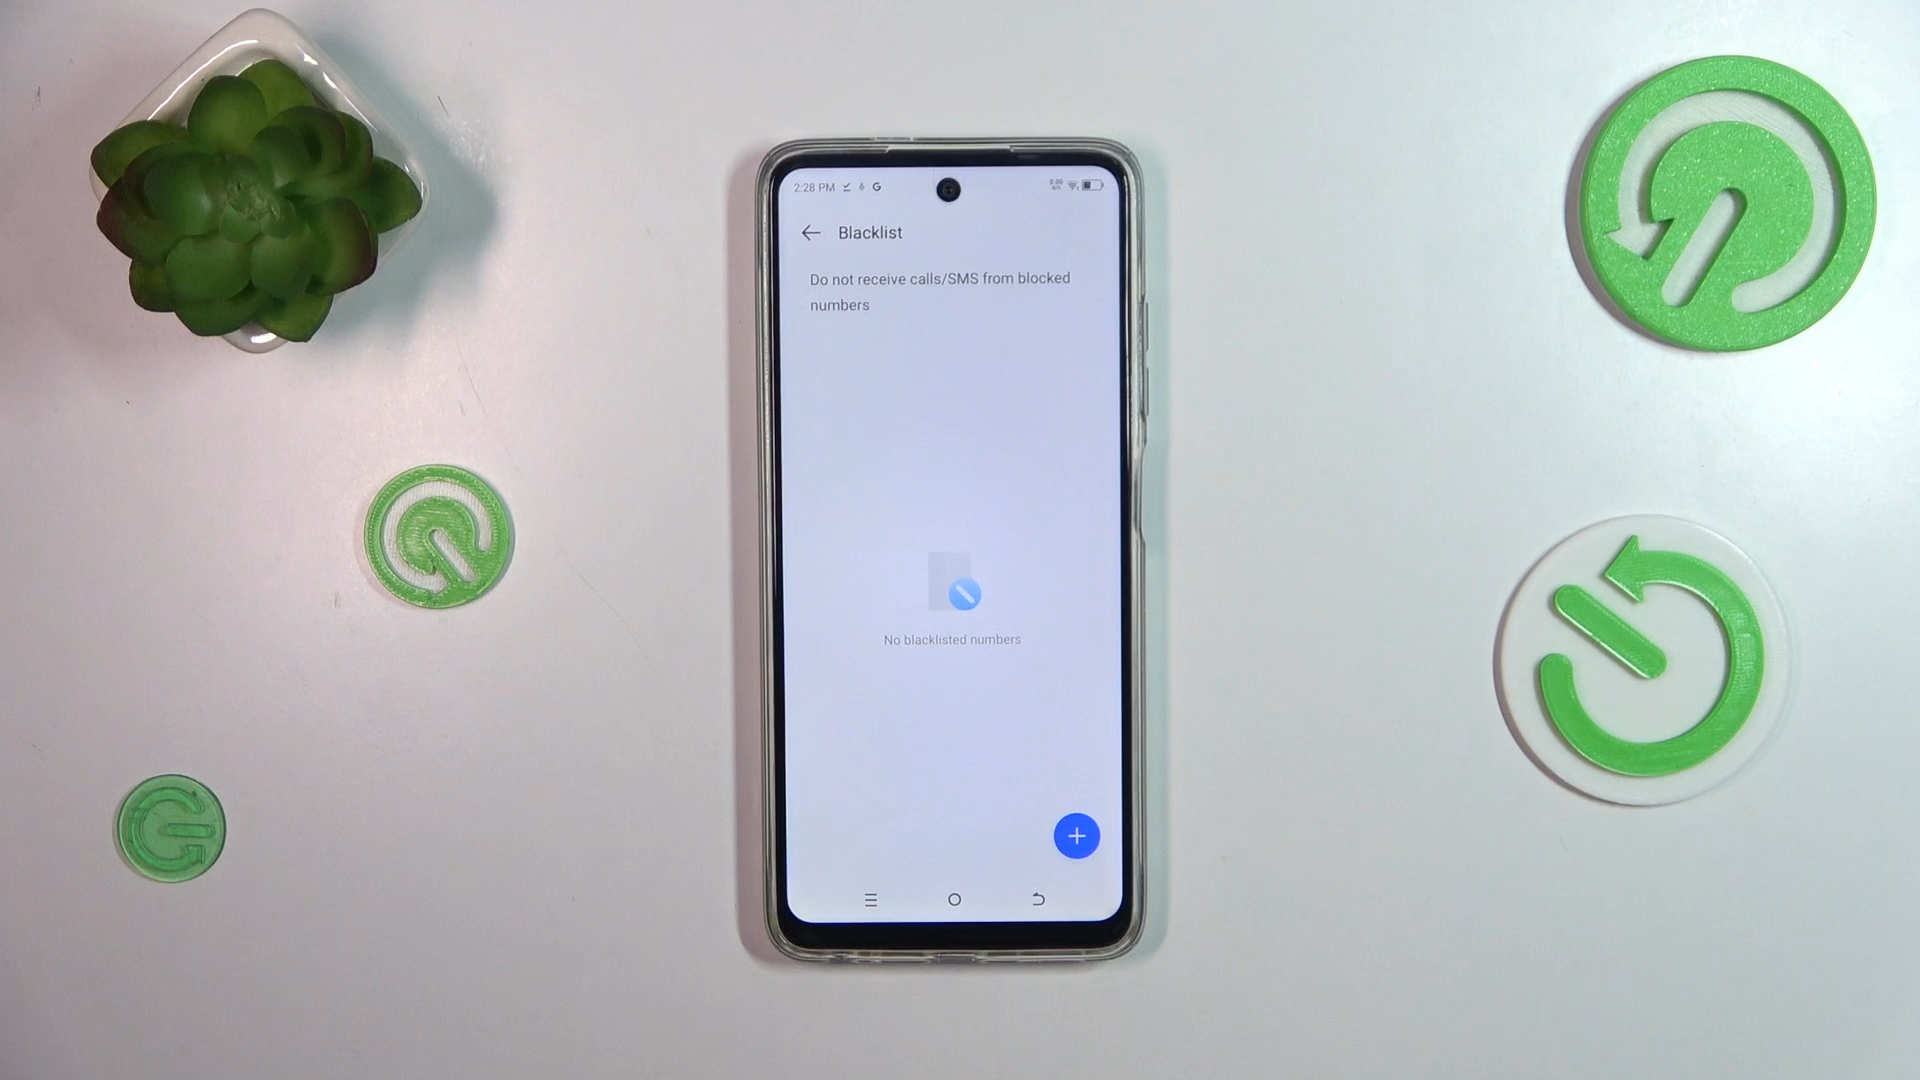 2:28 PM
Blacklist
Do not receive calls/SMS from blocked
numbers
No blacklisted numbers